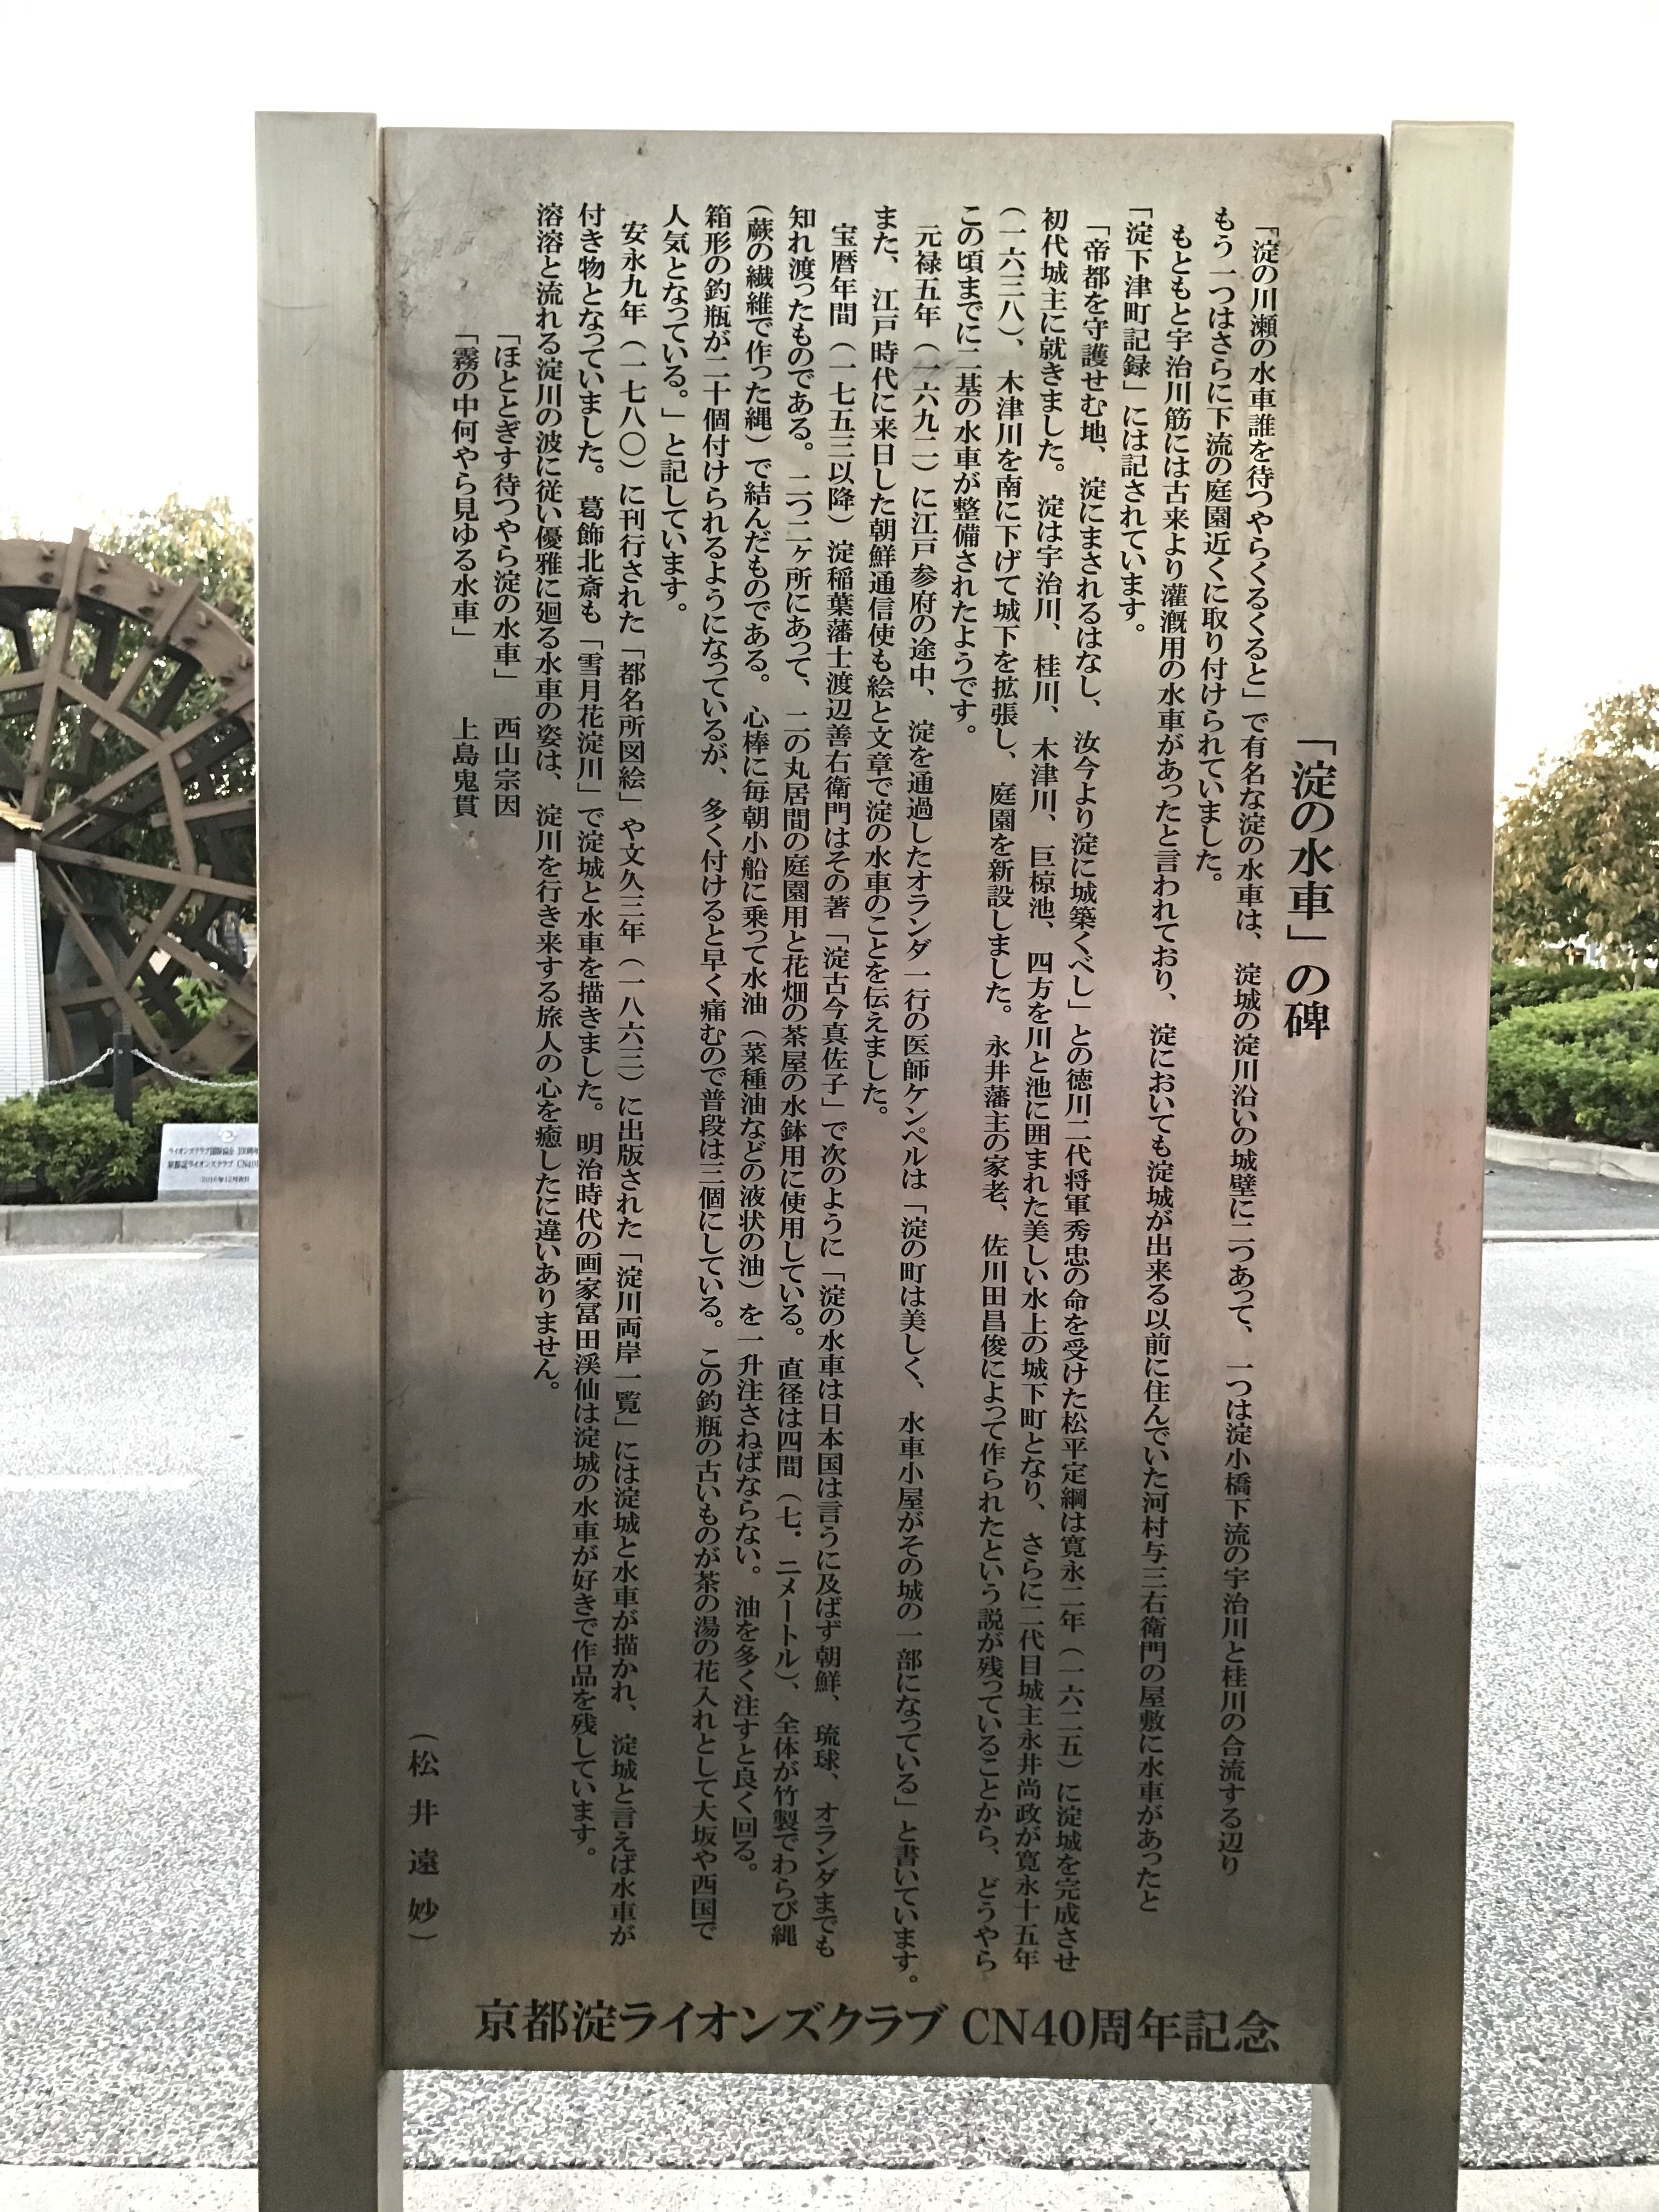 「淀の水車」の碑
「淀の川瀬の水車誰を待つやらくるくると」で有名な淀の水車は、淀城の淀川沿いの城壁に二つあって、一つは淀小橋下流の宇治川と桂川の合流する辺り
もう一つはさらに下流の庭園近くに取り付けられていました。
もともと宇治川筋には古来より灌漑用の水車があったと言われており、淀においても淀城が出来る以前に住んでいた河村与三右衛門の屋敷に水車があったと
「淀下津町記録」には記されています。
「帝都を守護せむ地、淀にまされるはなし、汝今より淀に城築くべし」との徳川二代将軍秀忠の命を受けた松平定綱は寛永二年（一六二五）に淀城を完成させ
初代城主に就きました。淀は宇治川、桂川、木津川、巨椋池、四方を川と池に囲まれた美しい水上の城下町となり、さらに二代目城主永井尚政が寛永十五年
（一六三八）、木津川を南に下げて城下を拡張し、庭園を新設しました。永井藩主の家老、佐川田昌俊によって作られたという説が残っていることから、どうやら
この頃までに二基の水車が整備されたようです。
元禄五年（一六九二）に江戸参府の途中、淀を通過したオランダ一行の医師ケンペルは「淀の町は美しく、水車小屋がその城の一部になっている」と書いています。
また、江戸時代に来日した朝鮮通信使も絵と文章で淀の水車のことを伝えました。
宝暦年間（一七五三以降）淀稲葉藩士渡辺善右衛門はその著「淀古今真佐子」で次のように「淀の水車は日本国は言うに及ばず朝鮮、琉球、オランダまでも
知れ渡ったものである。二つ二ヶ所にあって、二の丸居間の庭園用と花畑の茶屋の水鉢用に使用している。直径は四間（七．二メートル）、全体が竹製でわらび縄
（蕨の繊維で作った縄）で結んだものである。心棒に毎朝小船に乗って水油（菜種油などの液状の油）を一升注さねばならない。油を多く注すと良く回る。
箱形の釣瓶が二十個付けられるようになっているが、多く付けると早く痛むので普段は三個にしている。この釣瓶の古いものが茶の湯の花入れとして大坂や西国で
人気となっている。」と記しています。
安永九年（一七八〇）に刊行された「都名所図絵」や文久三年（一八六三）に出版された「淀川両岸一覧」には淀城と水車が描かれ、淀城と言えば水車が
付き物となっていました。葛飾北斎も「雪月花淀川」で淀城と水車を描きました。明治時代の画家冨田渓仙は淀城の水車が好きで作品を残しています。
溶溶と流れる淀川の波に従い優雅に廻る水車の姿は、淀川を行き来する旅人の心を癒したに違いありません。
「ほととぎす待つやら淀の水車」 西山宗因
「霧の中何やら見ゆる水車」 上島鬼貫
（松井遠妙）
京都淀ライオンズクラブ CN40周年記念
ライオンズクラブ国際協会 100周年
京都淀ライオンズクラブ CN40
2016年12月吉日